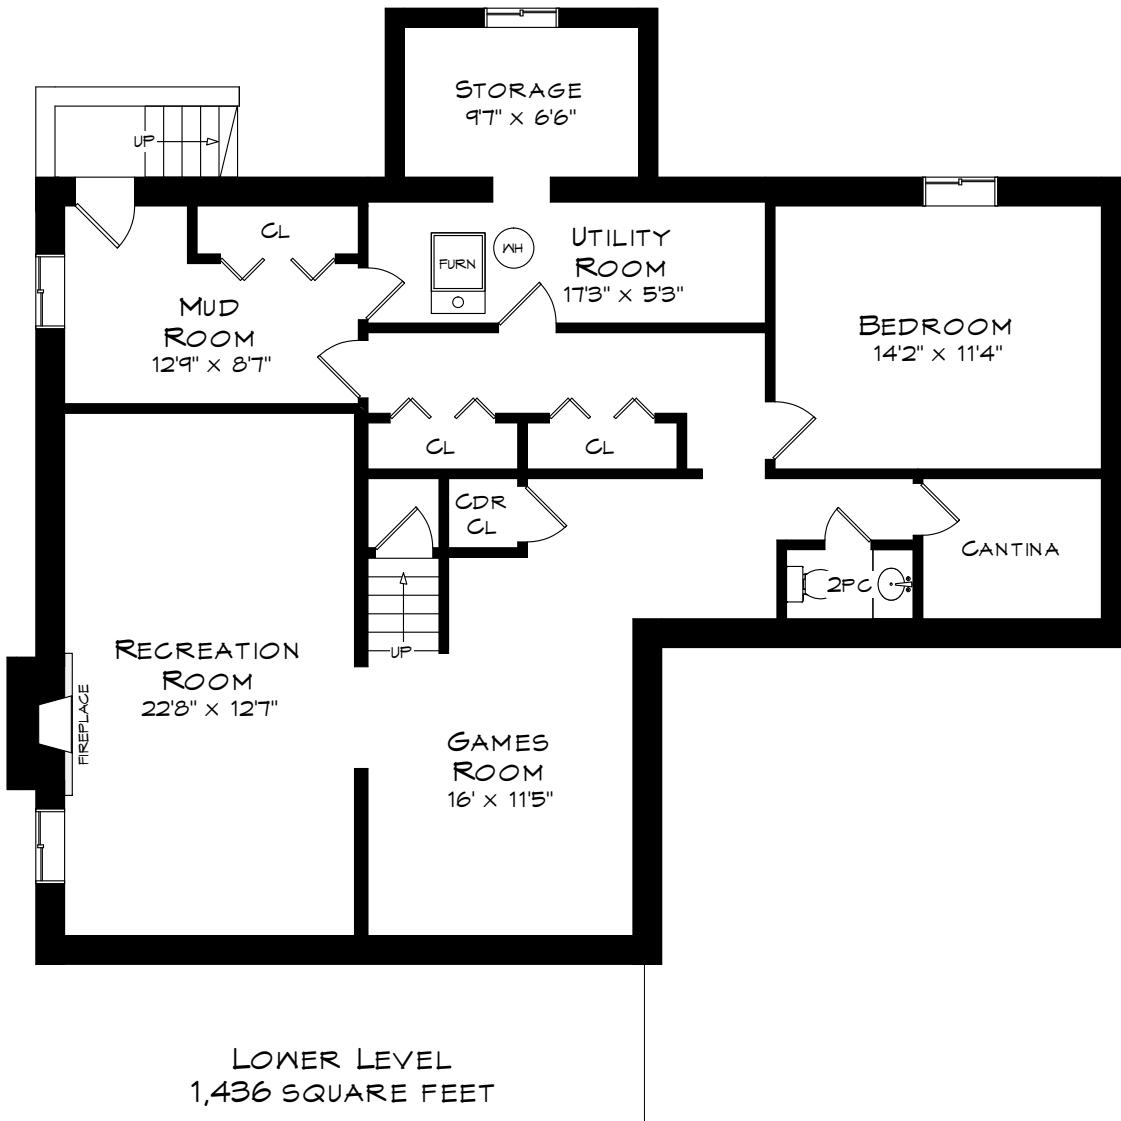 STORAGE
9'7" x 6'6"
UP
CL
UTILITY
ROOM
17'3" x 5'3"
WH
FURN
MUD
ROOM
12'9" x 8'7"
BEDROOM
14'2" x 11'4"
CL
CL
CDR
CL
CANTINA
2PC
UP
RECREATION
ROOM
22'8" x 12'7"
FIREPLACE
GAMES
ROOM
16' x 11'5"
LOWER LEVEL
1,436 SQUARE FEET